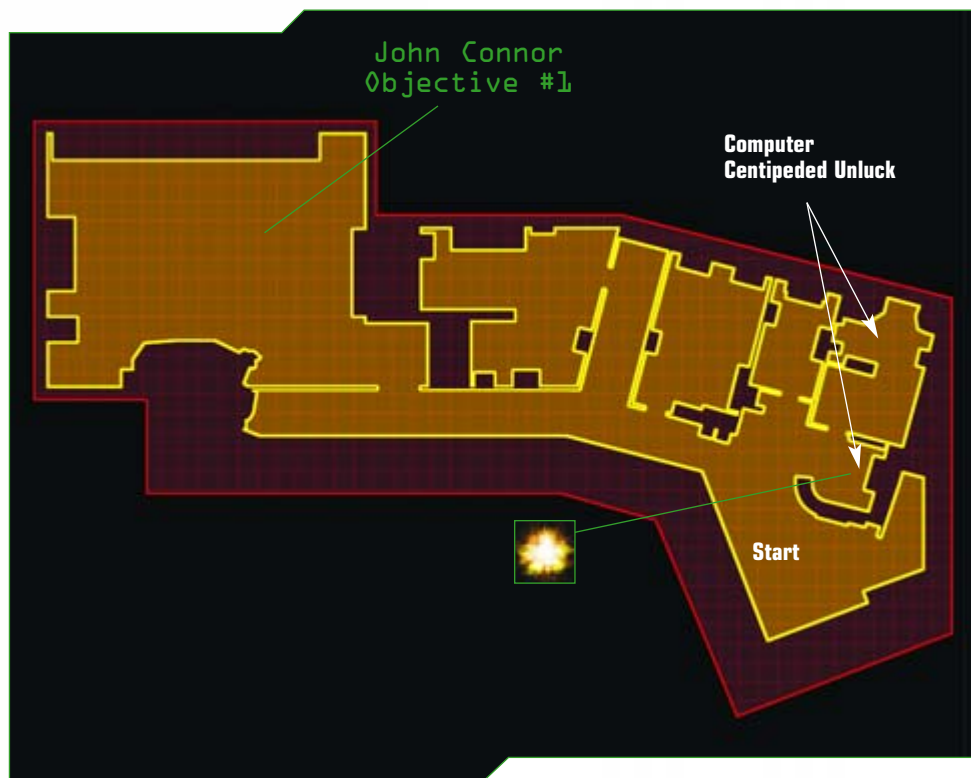 John Connor
Objective #1
Computer
Centipeded Unluck
Start